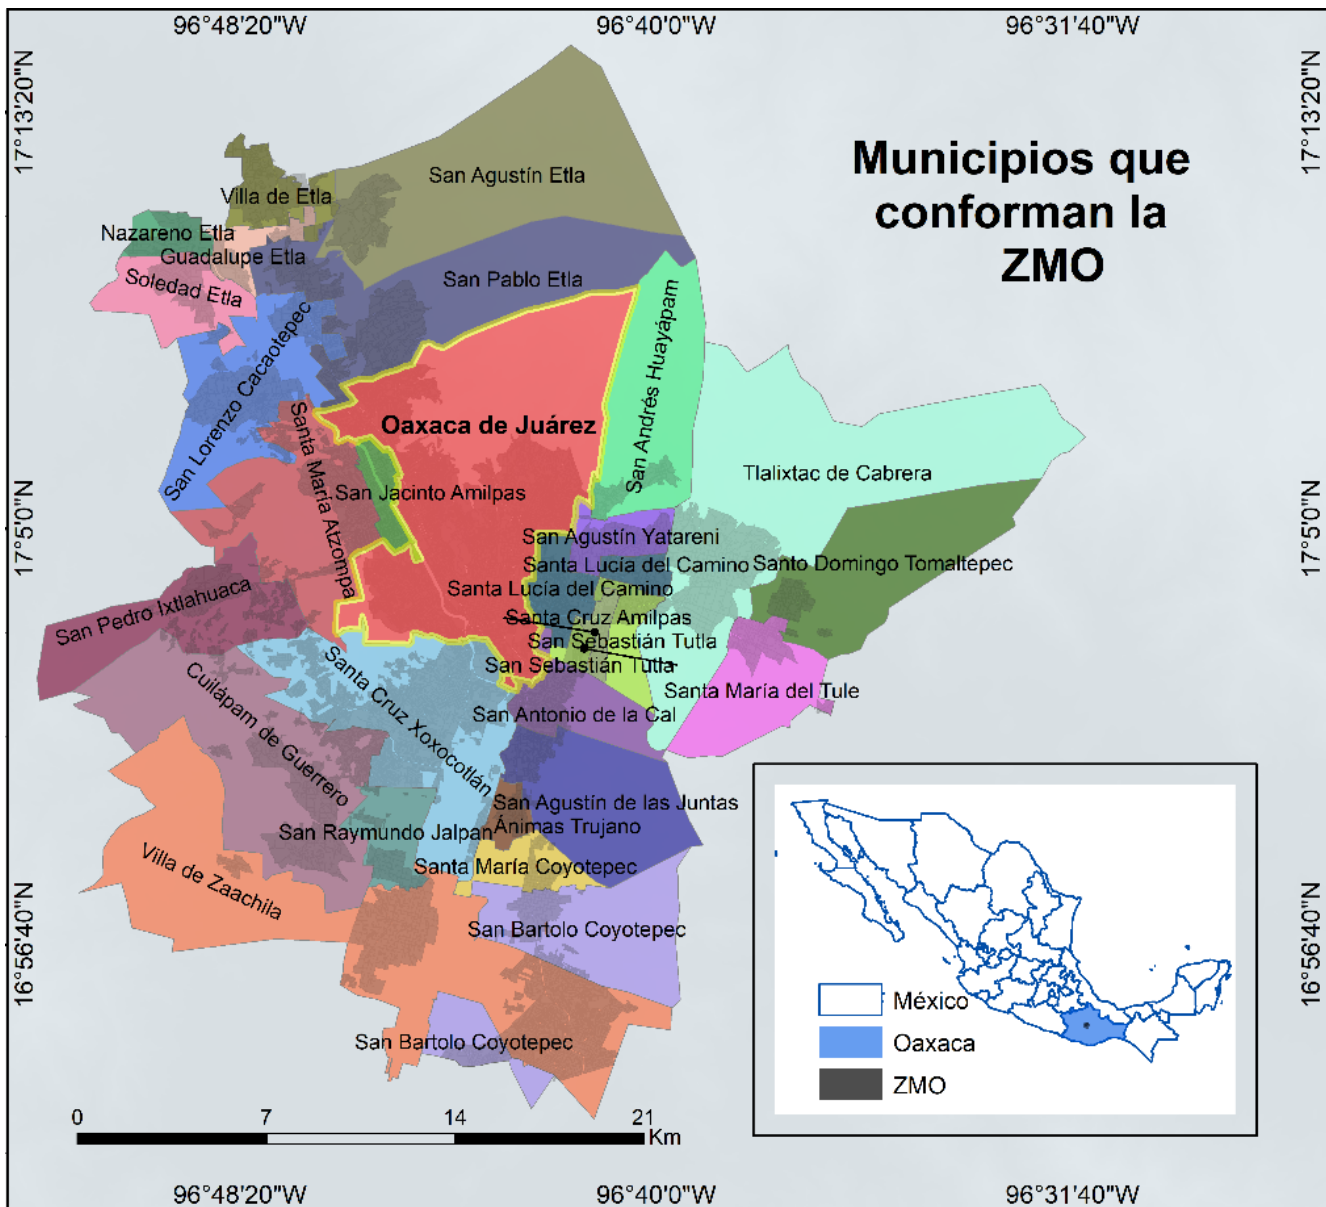 96°48'20"W
96°40'0"W
96°31'40"W
17°13'20"N
17°13'20"N
Municipios que
conforman la
ZMO
San Agustín Etla
Villa de Etla
Nazareno Etla
Guadalupe Etla
San Pablo Etla
Soledad Etla
San Lorenzo Cacaotepec
San Andrés Huayápam
Oaxaca de Juárez
Santa María Atzompa
Tlalixtac de Cabrera
San Jacinto Amilpas
17°5'0"N
17°5'0"N
San Agustín Yatareni
Santa Lucía del Camino
Santo Domingo Tomaltepec
Santa Lucía del Camino
San Pedro Ixtlahuaca
Santa Cruz Amilpas
San Sebastián Tutla
San Sebastián Tutla
Santa María del Tule
Cuilápam de Guerrero
Santa Cruz Xoxocotlán
San Antonio de la Cal
San Agustín de las Juntas
Ánimas Trujano
San Raymundo Jalpan
Santa María Coyotepec
Villa de Zaachila
San Bartolo Coyotepec
16°56'40"N
16°56'40"N
San Bartolo Coyotepec
México
Oaxaca
ZMO
0
7
14
21
Km
96°48'20"W
96°40'0"W
96°31'40"W